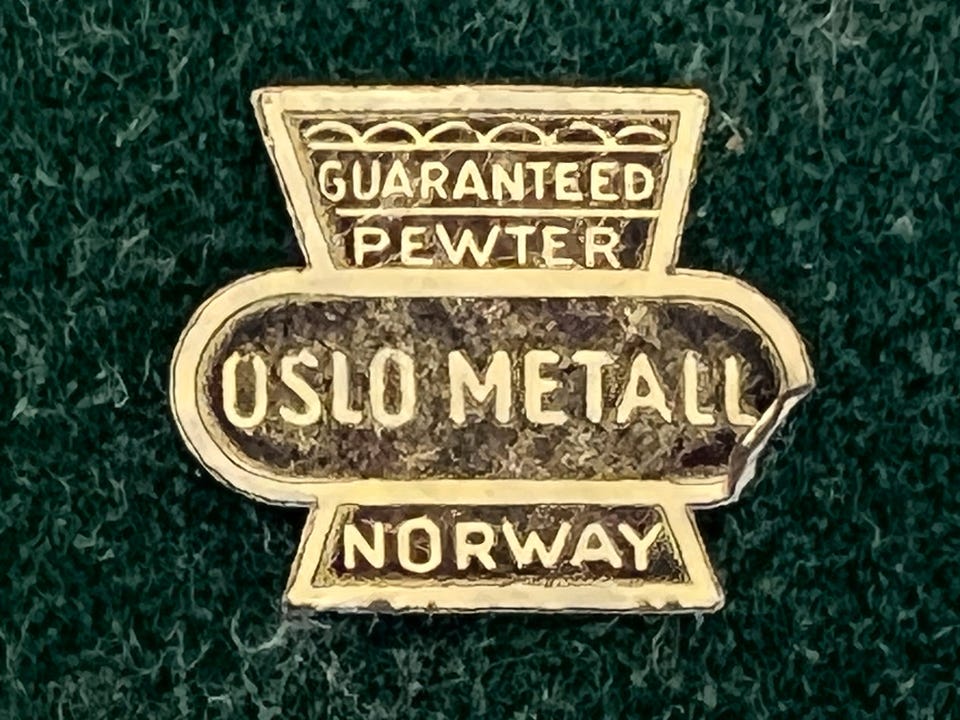 GUARANTEED
PEWTER
OSLO METALL
NORWAY